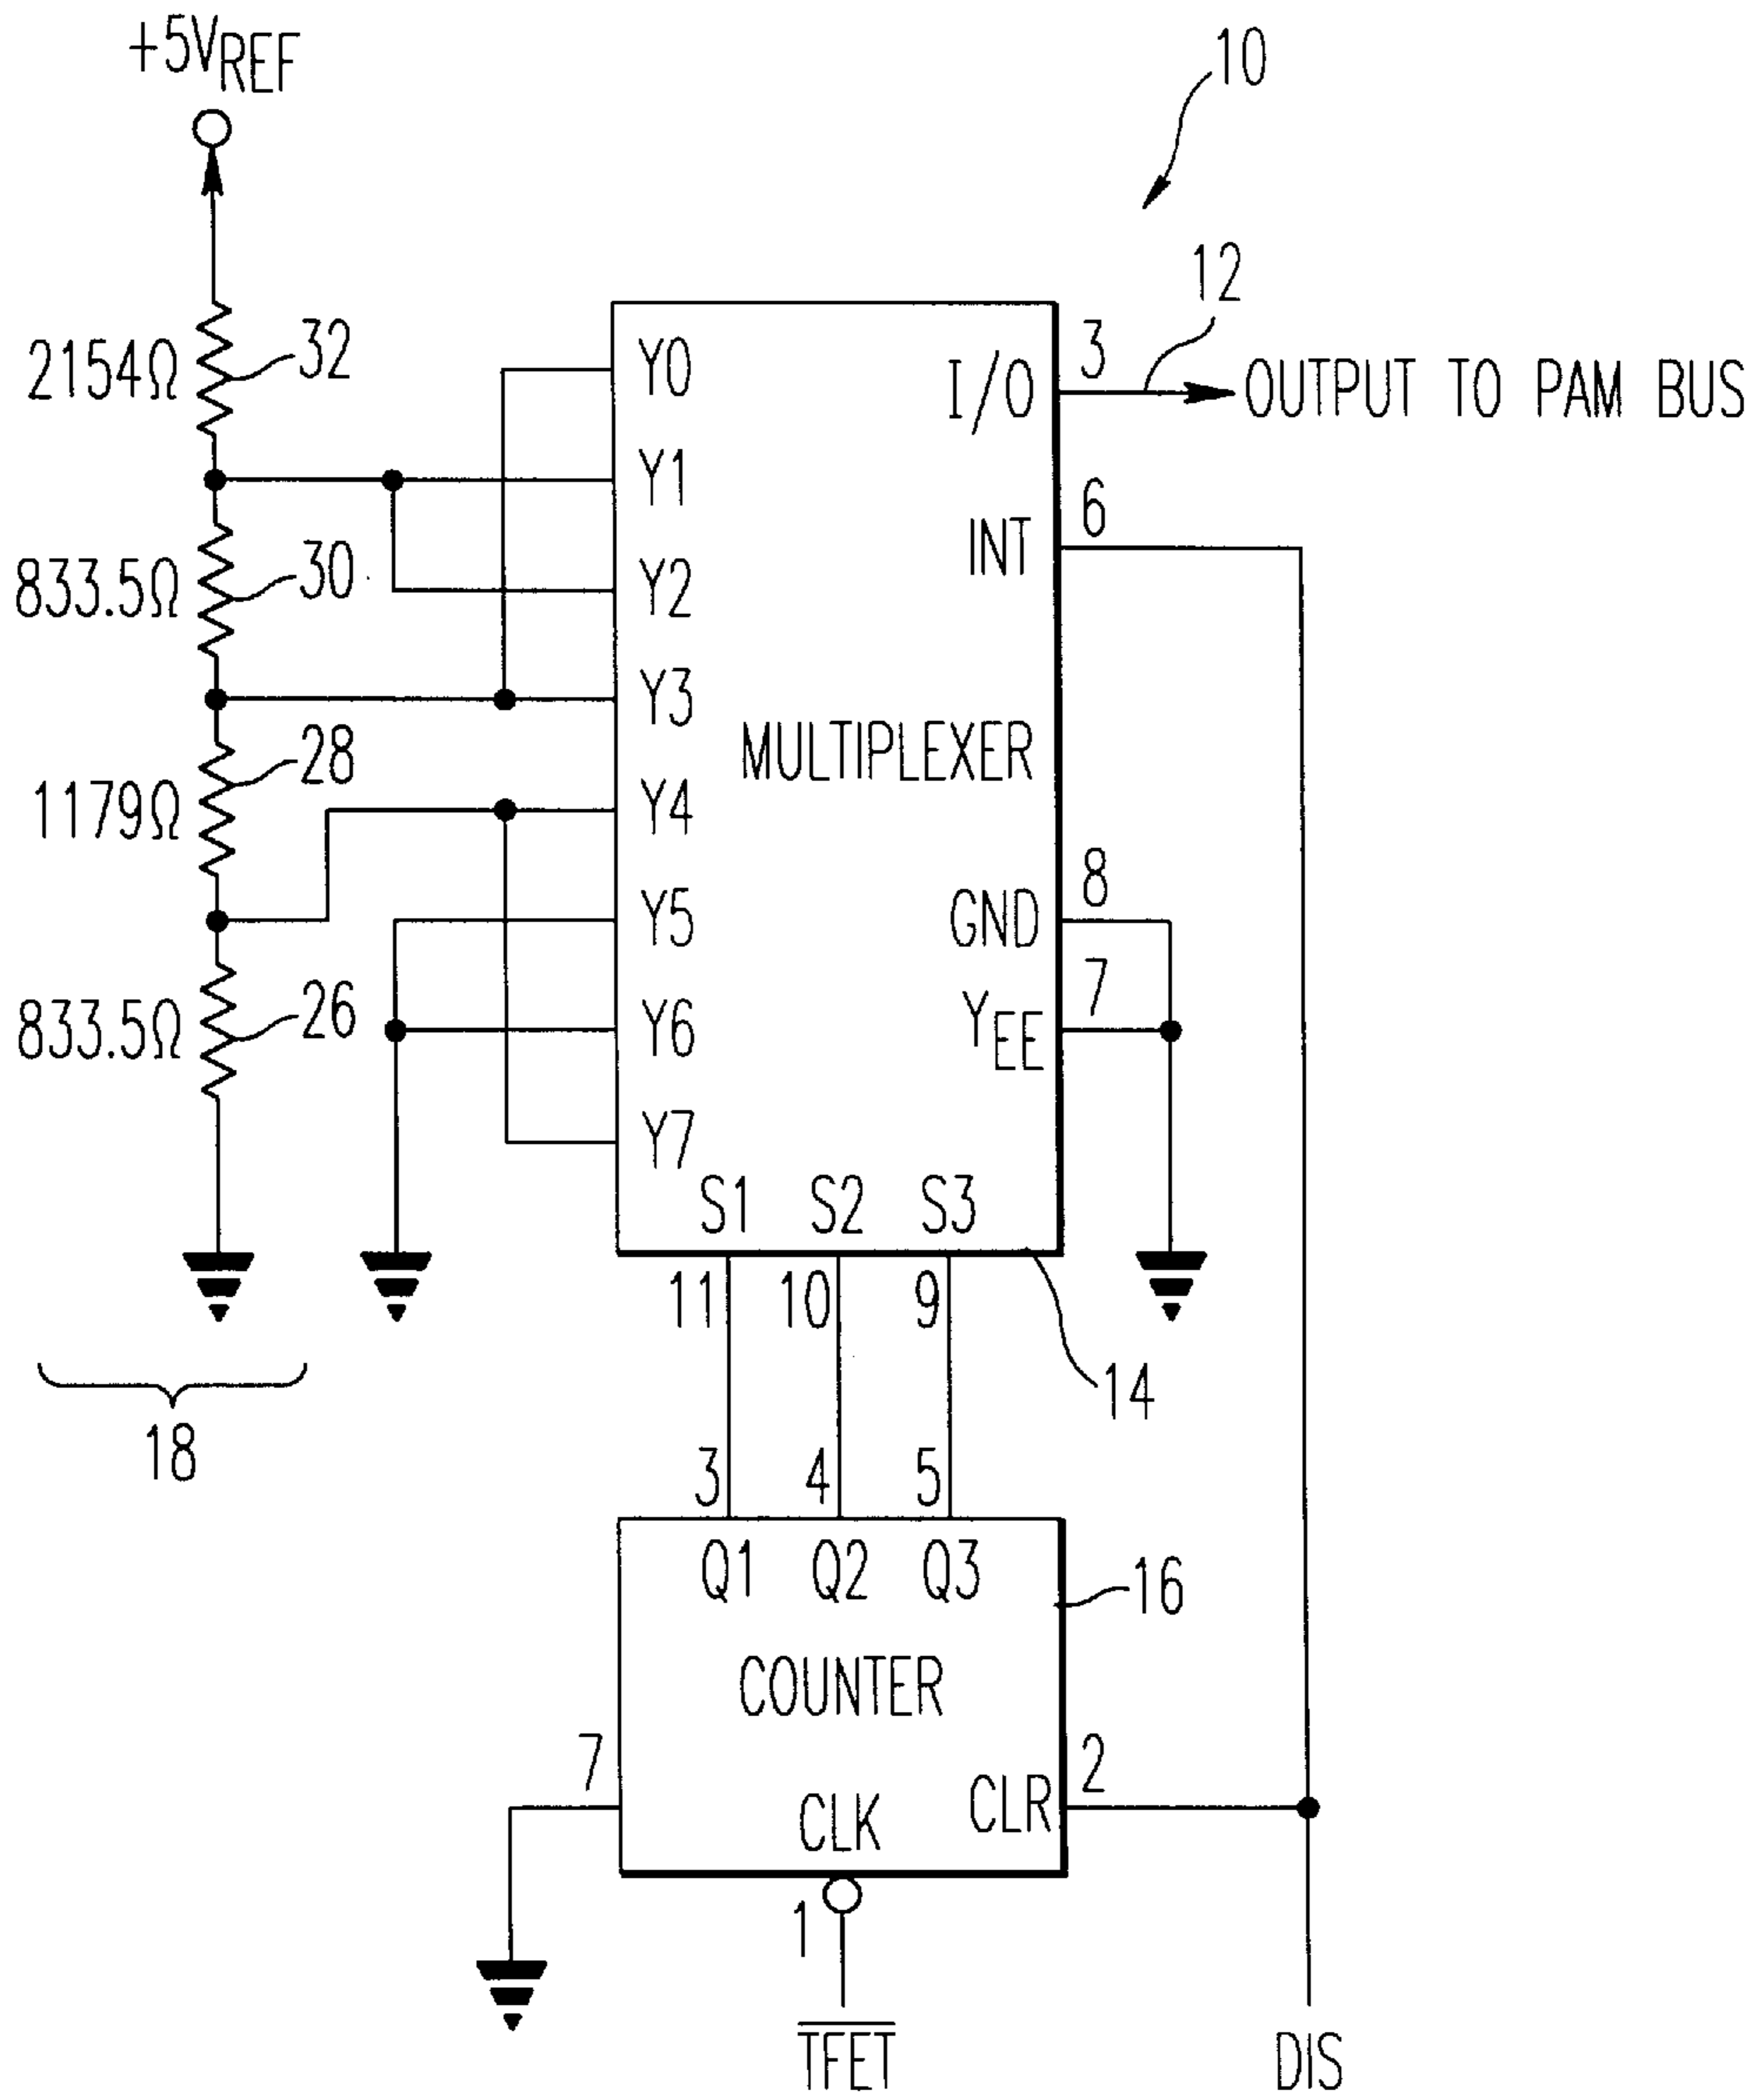 +5VREF
10
12
2154Ω
32
Y0
I/O
3
OUTPUT TO PAM BUS
Y1
6
INT
833.5Ω
30
Y2
Y3
28
MULTIPLEXER
1179Ω
Y4
8
Y5
GND
7
833.5Ω
26
Y6
YEE
Y7
S1
S2
S3
11
10
9
14
18
3
4
5
Q1
Q2
Q3
16
COUNTER
7
2
CLK
CLR
1
TFET
DIS